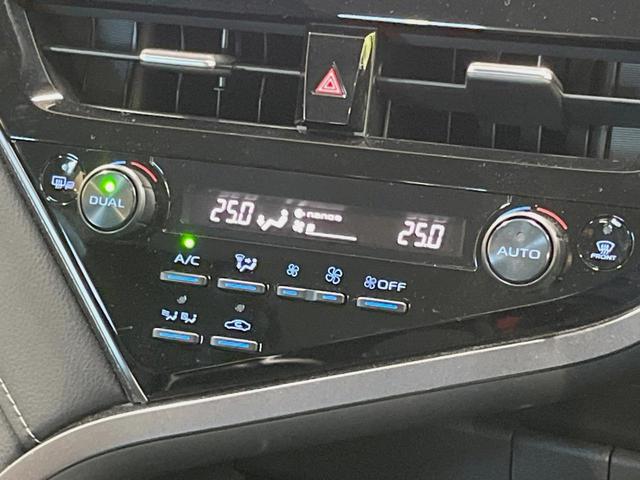 DUAL
25.0
nanoe
25.0
AUTO
FRONT
A/C
OFF